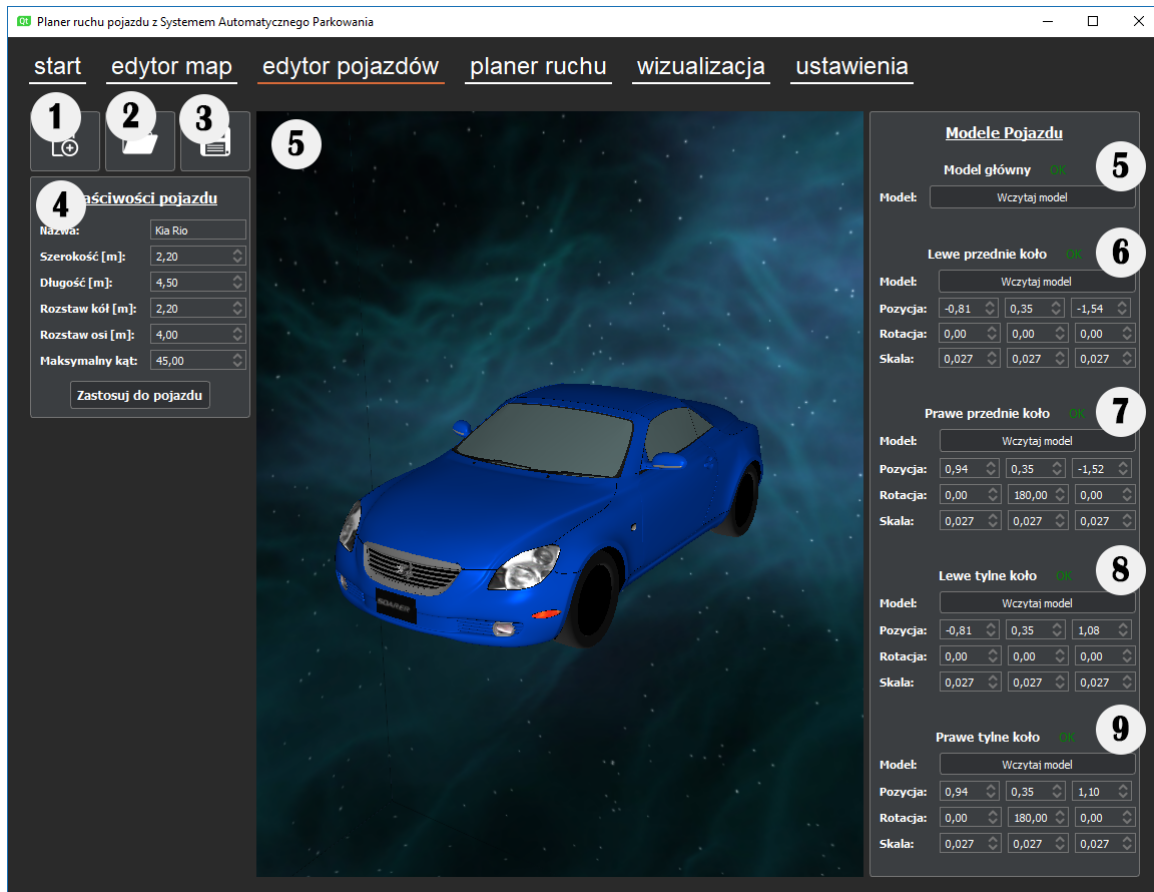 Qt Planer ruchu pojazdu z Systemem Automatycznego Parkowania
start edytor map edytor pojazdów planer ruchu wizualizacja ustawienia
1 2 3
4 aściwości pojazdu
Nazwa: Kia Rio
Szerokość [m]: 2,20
Długość [m]: 4,50
Rozstaw kół [m]: 2,20
Rozstaw osi [m]: 4,00
Maksymalny kąt: 45,00
Zastosuj do pojazdu
5
SOARER
Modele Pojazdu
Model główny OK 5
Model: Wczytaj model
Lewe przednie koło OK 6
Model: Wczytaj model
Pozycja: -0,81 0,35 -1,54
Rotacja: 0,00 0,00 0,00
Skala: 0,027 0,027 0,027
Prawe przednie koło OK 7
Model: Wczytaj model
Pozycja: 0,94 0,35 -1,52
Rotacja: 0,00 180,00 0,00
Skala: 0,027 0,027 0,027
Lewe tylne koło OK 8
Model: Wczytaj model
Pozycja: -0,81 0,35 1,08
Rotacja: 0,00 0,00 0,00
Skala: 0,027 0,027 0,027
Prawe tylne koło OK 9
Model: Wczytaj model
Pozycja: 0,94 0,35 1,10
Rotacja: 0,00 180,00 0,00
Skala: 0,027 0,027 0,027